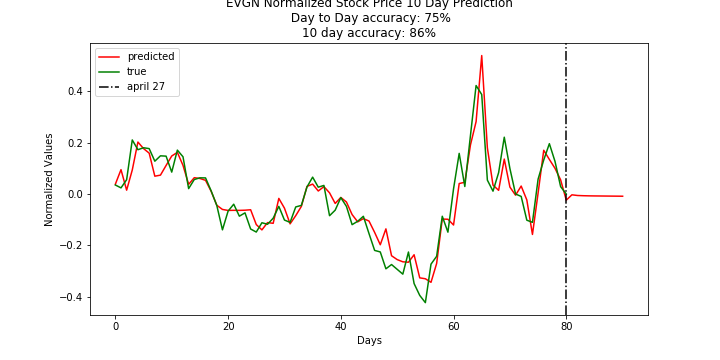 EVGN Normalized Stock Price 10 Day Prediction
Day to Day accuracy: 75%
10 day accuracy: 86%
predicted
true
april 27
Normalized Values
0.4
0.2
0.0
−0.2
−0.4
0
20
40
60
80
Days